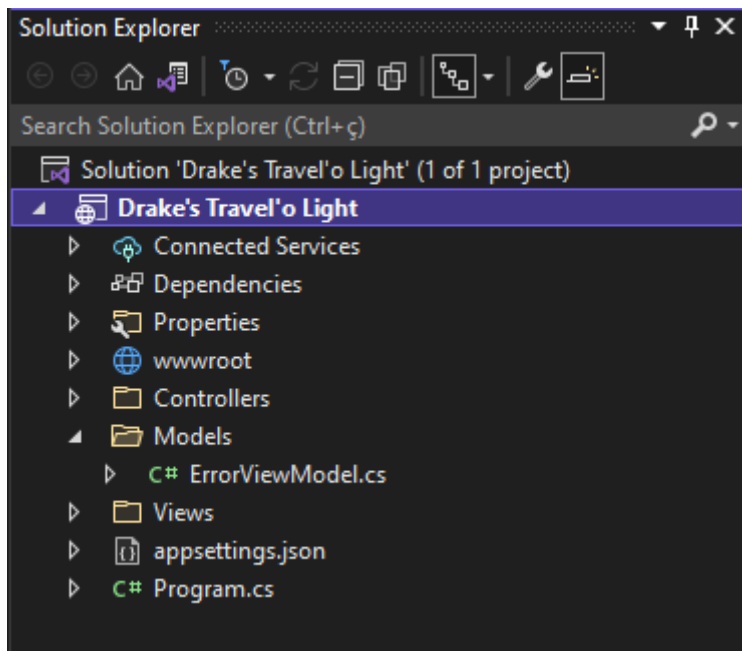 Solution Explorer
Search Solution Explorer (Ctrl+ç)
Solution 'Drake's Travel'o Light' (1 of 1 project)
Drake's Travel'o Light
Connected Services
Dependencies
Properties
wwwroot
Controllers
Models
C# ErrorViewModel.cs
Views
appsettings.json
C# Program.cs